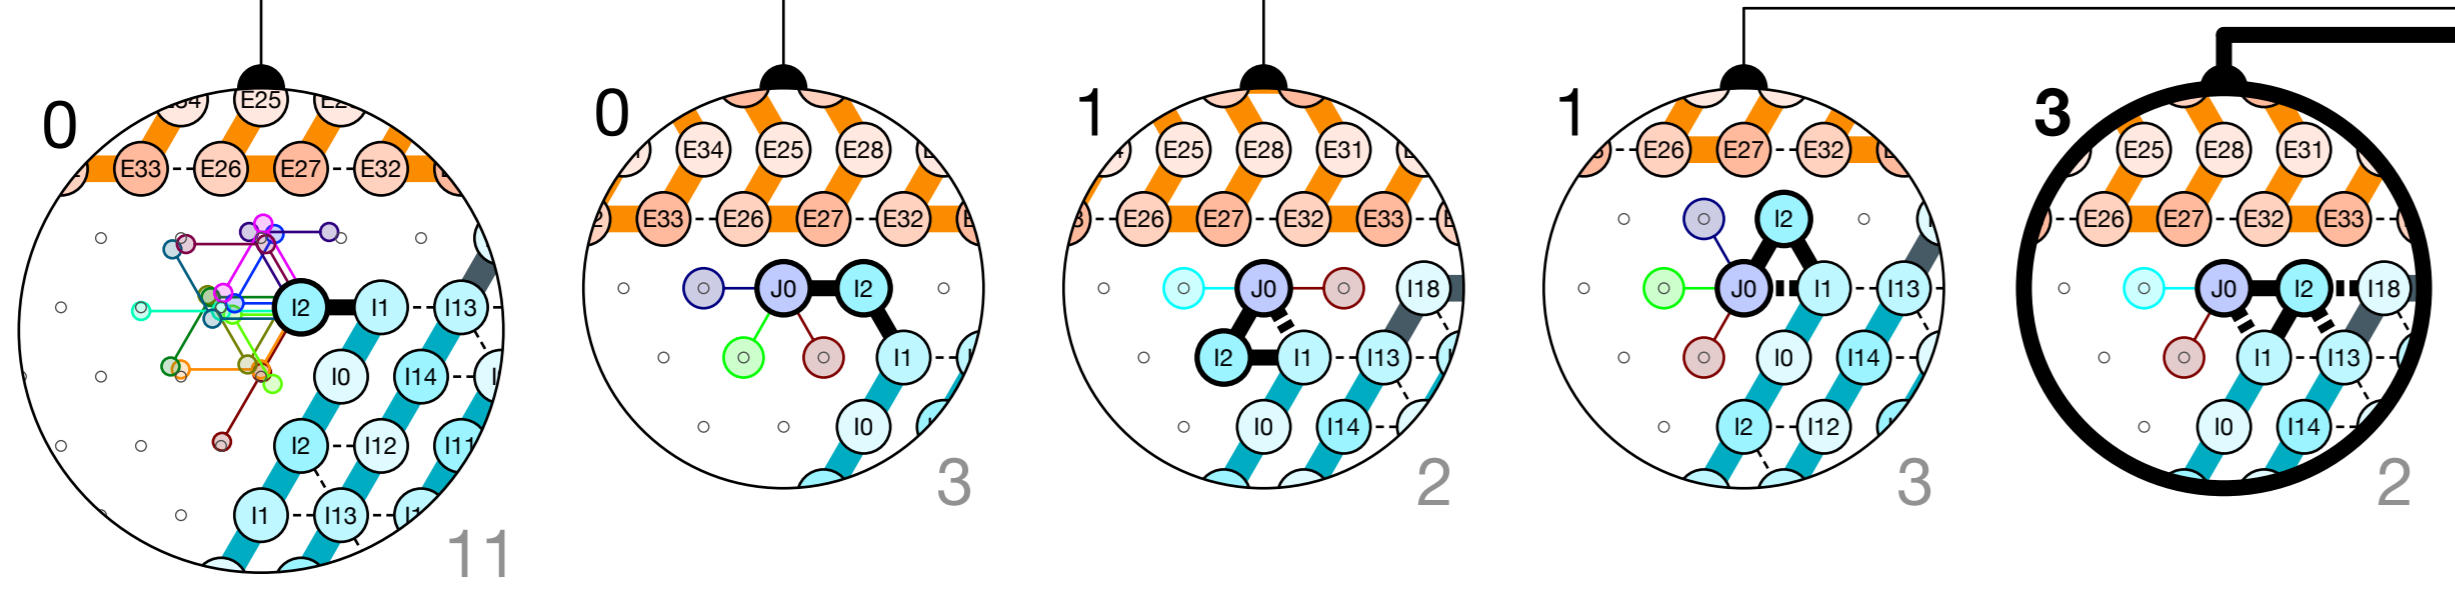 0
E25
E33 E26 E27 E32
I2 I1 I13
I0 I14
I2 I12 I11
I1 I13
11
0
E34 E25 E28
E33 E26 E27 E32
J0 I2
I1
I0
3
1
E25 E28 E31
E26 E27 E32 E33
J0 I18
I2 I1 I13
I0 I14
2
1
E26 E27 E32
I2
J0 I1 I13
I0 I14
I2 I12
3
3
E25 E28 E31
E26 E27 E32 E33
J0 I2 I18
I1 I13
I0 I14
2